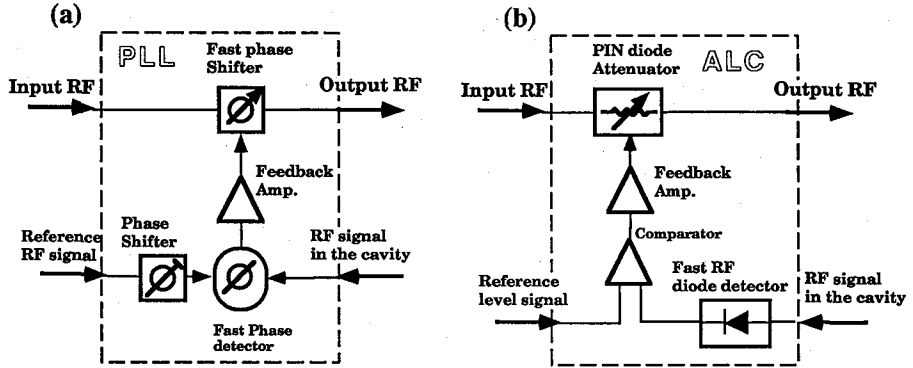 (a)
PLL
Fast phase
Shifter
Input RF
Output RF
Feedback
Amp.
Phase
Shifter
Reference
RF signal
RF signal
in the cavity
Fast Phase
detector
(b)
PIN diode
Attenuator
ALC
Input RF
Output RF
Feedback
Amp.
Comparator
Reference
level signal
Fast RF
diode detector
RF signal
in the cavity